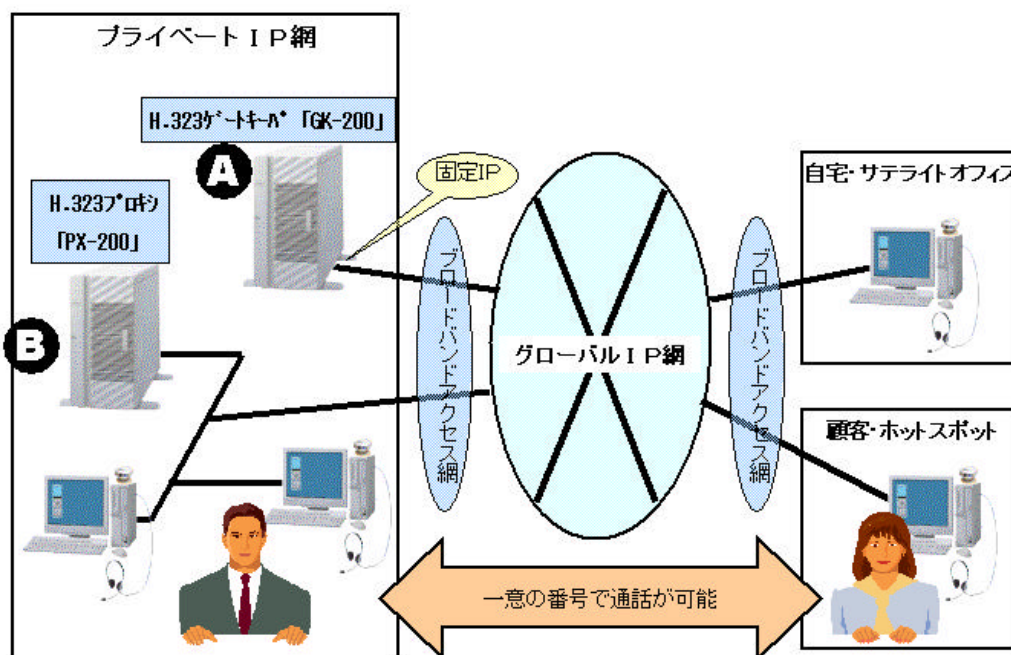 プライベートIP網
H.323ゲートキーパ「GK-200」
A
固定IP
H.323プロキシ
「PX-200」
B
ブロードバンドアクセス網
グローバルIP網
ブロードバンドアクセス網
自宅・サテライトオフィス
顧客・ホットスポット
一意の番号で通話が可能